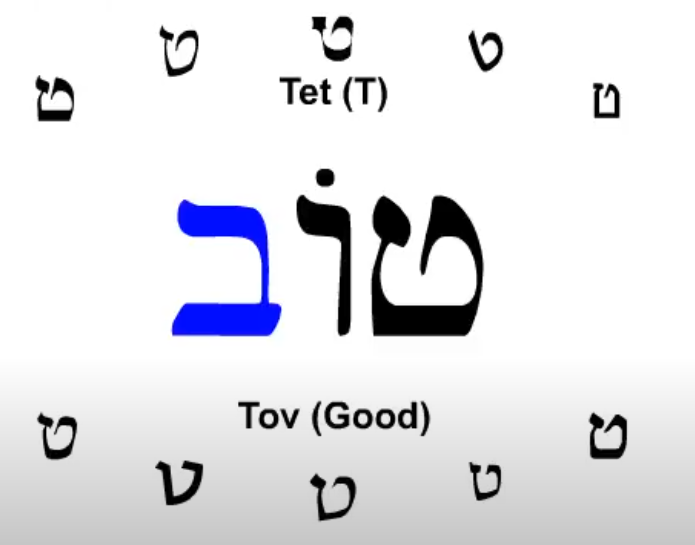 ט ט ט
ט ט
Tet (T)
טוֹב
Tov (Good)
ט ט
ט ט ט